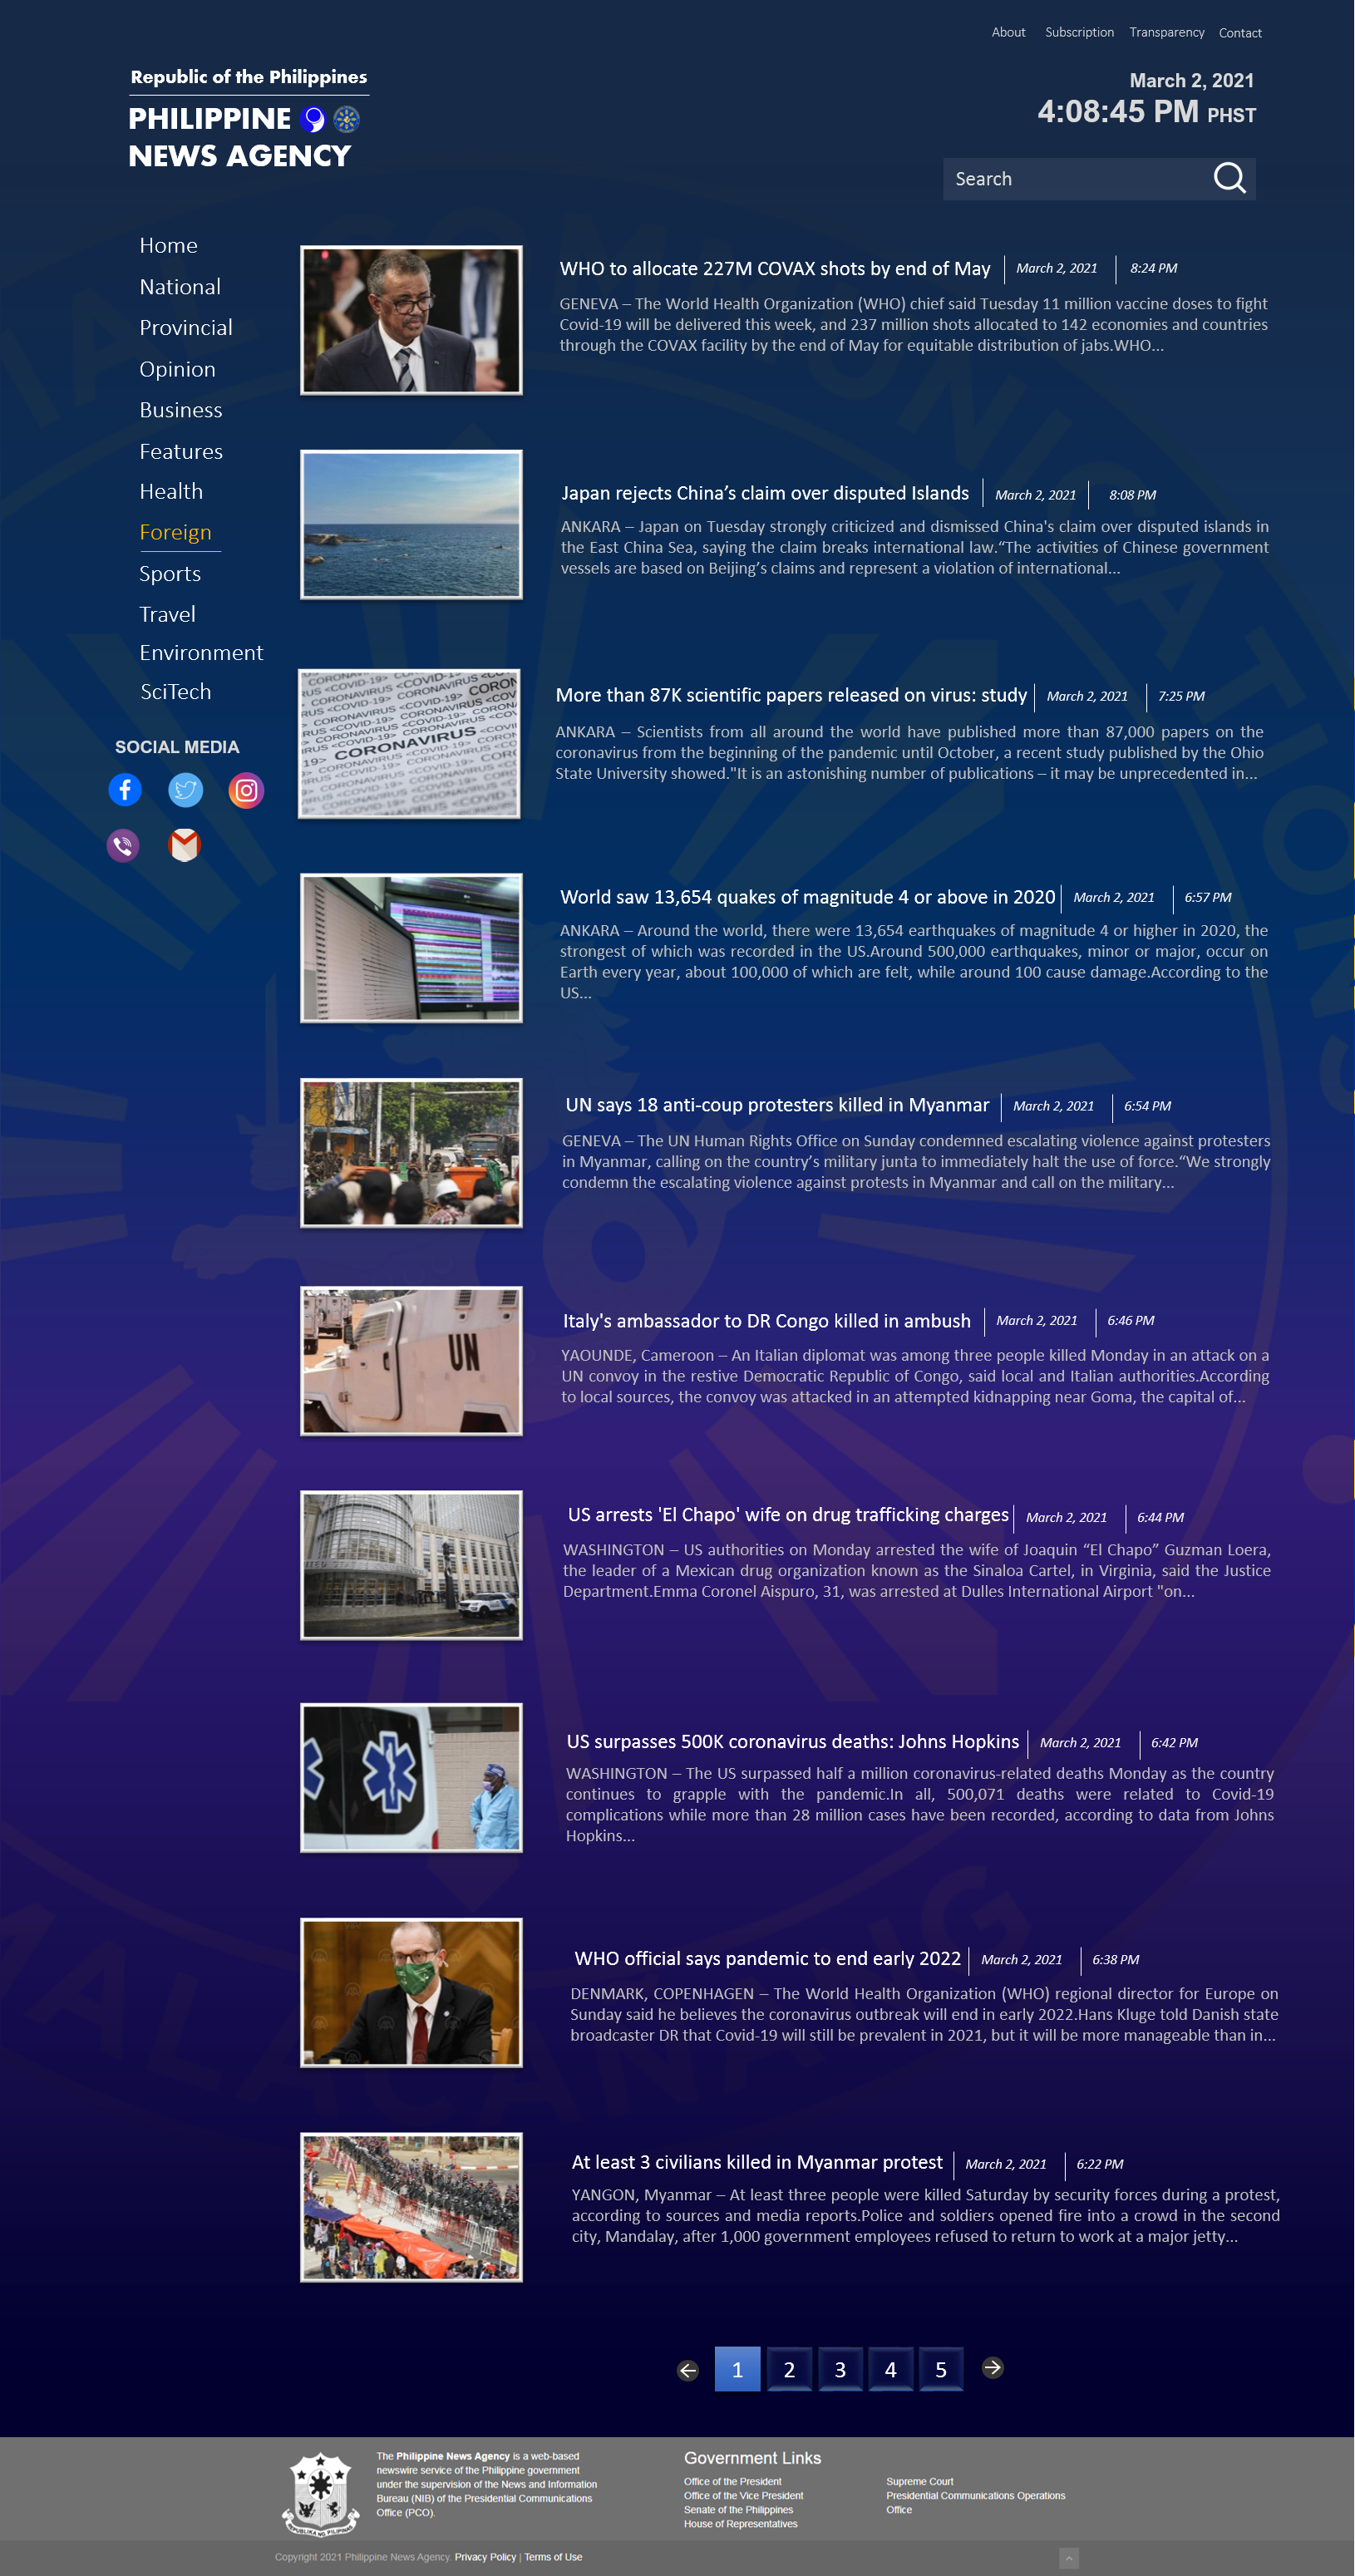 About Subscription Transparency Contact
Republic of the Philippines
PHILIPPINE
NEWS AGENCY
March 2, 2021
4:08:45 PM PHST
Search
Home
National
Provincial
Opinion
Business
Features
Health
Foreign
Sports
Travel
Environment
SciTech
SOCIAL MEDIA
WHO to allocate 227M COVAX shots by end of May March 2, 2021 8:24 PM
GENEVA – The World Health Organization (WHO) chief said Tuesday 11 million vaccine doses to fight
Covid-19 will be delivered this week, and 237 million shots allocated to 142 economies and countries
through the COVAX facility by the end of May for equitable distribution of jabs.WHO...
Japan rejects China’s claim over disputed Islands March 2, 2021 8:08 PM
ANKARA – Japan on Tuesday strongly criticized and dismissed China's claim over disputed islands in
the East China Sea, saying the claim breaks international law.“The activities of Chinese government
vessels are based on Beijing’s claims and represent a violation of international...
CORONAVIRUS
More than 87K scientific papers released on virus: study March 2, 2021 7:25 PM
ANKARA – Scientists from all around the world have published more than 87,000 papers on the
coronavirus from the beginning of the pandemic until October, a recent study published by the Ohio
State University showed."It is an astonishing number of publications – it may be unprecedented in...
World saw 13,654 quakes of magnitude 4 or above in 2020 March 2, 2021 6:57 PM
ANKARA – Around the world, there were 13,654 earthquakes of magnitude 4 or higher in 2020, the
strongest of which was recorded in the US.Around 500,000 earthquakes, minor or major, occur on
Earth every year, about 100,000 of which are felt, while around 100 cause damage.According to the
US...
UN says 18 anti-coup protesters killed in Myanmar March 2, 2021 6:54 PM
GENEVA – The UN Human Rights Office on Sunday condemned escalating violence against protesters
in Myanmar, calling on the country’s military junta to immediately halt the use of force.“We strongly
condemn the escalating violence against protests in Myanmar and call on the military...
UN
Italy's ambassador to DR Congo killed in ambush March 2, 2021 6:46 PM
YAOUNDE, Cameroon – An Italian diplomat was among three people killed Monday in an attack on a
UN convoy in the restive Democratic Republic of Congo, said local and Italian authorities.According
to local sources, the convoy was attacked in an attempted kidnapping near Goma, the capital of...
US arrests 'El Chapo' wife on drug trafficking charges March 2, 2021 6:44 PM
WASHINGTON – US authorities on Monday arrested the wife of Joaquin “El Chapo” Guzman Loera,
the leader of a Mexican drug organization known as the Sinaloa Cartel, in Virginia, said the Justice
Department.Emma Coronel Aispuro, 31, was arrested at Dulles International Airport "on...
US surpasses 500K coronavirus deaths: Johns Hopkins March 2, 2021 6:42 PM
WASHINGTON – The US surpassed half a million coronavirus-related deaths Monday as the country
continues to grapple with the pandemic.In all, 500,071 deaths were related to Covid-19
complications while more than 28 million cases have been recorded, according to data from Johns
Hopkins...
WHO official says pandemic to end early 2022 March 2, 2021 6:38 PM
DENMARK, COPENHAGEN – The World Health Organization (WHO) regional director for Europe on
Sunday said he believes the coronavirus outbreak will end in early 2022.Hans Kluge told Danish state
broadcaster DR that Covid-19 will still be prevalent in 2021, but it will be more manageable than in...
At least 3 civilians killed in Myanmar protest March 2, 2021 6:22 PM
YANGON, Myanmar – At least three people were killed Saturday by security forces during a protest,
according to sources and media reports.Police and soldiers opened fire into a crowd in the second
city, Mandalay, after 1,000 government employees refused to return to work at a major jetty...
1 2 3 4 5
The Philippine News Agency is a web-based
newswire service of the Philippine government
under the supervision of the News and Information
Bureau (NIB) of the Presidential Communications
Office (PCO).
Government Links
Office of the President
Office of the Vice President
Senate of the Philippines
House of Representatives
Supreme Court
Presidential Communications Operations
Office
Copyright 2021 Philippine News Agency. Privacy Policy | Terms of Use